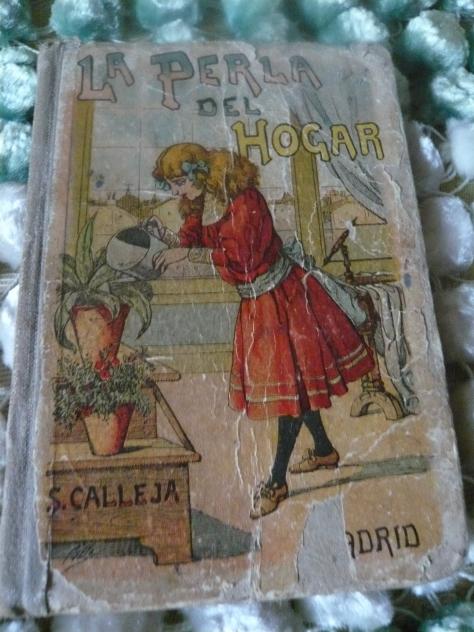 LA PERLA
DEL
HOGAR
S. CALLEJA
ADRID